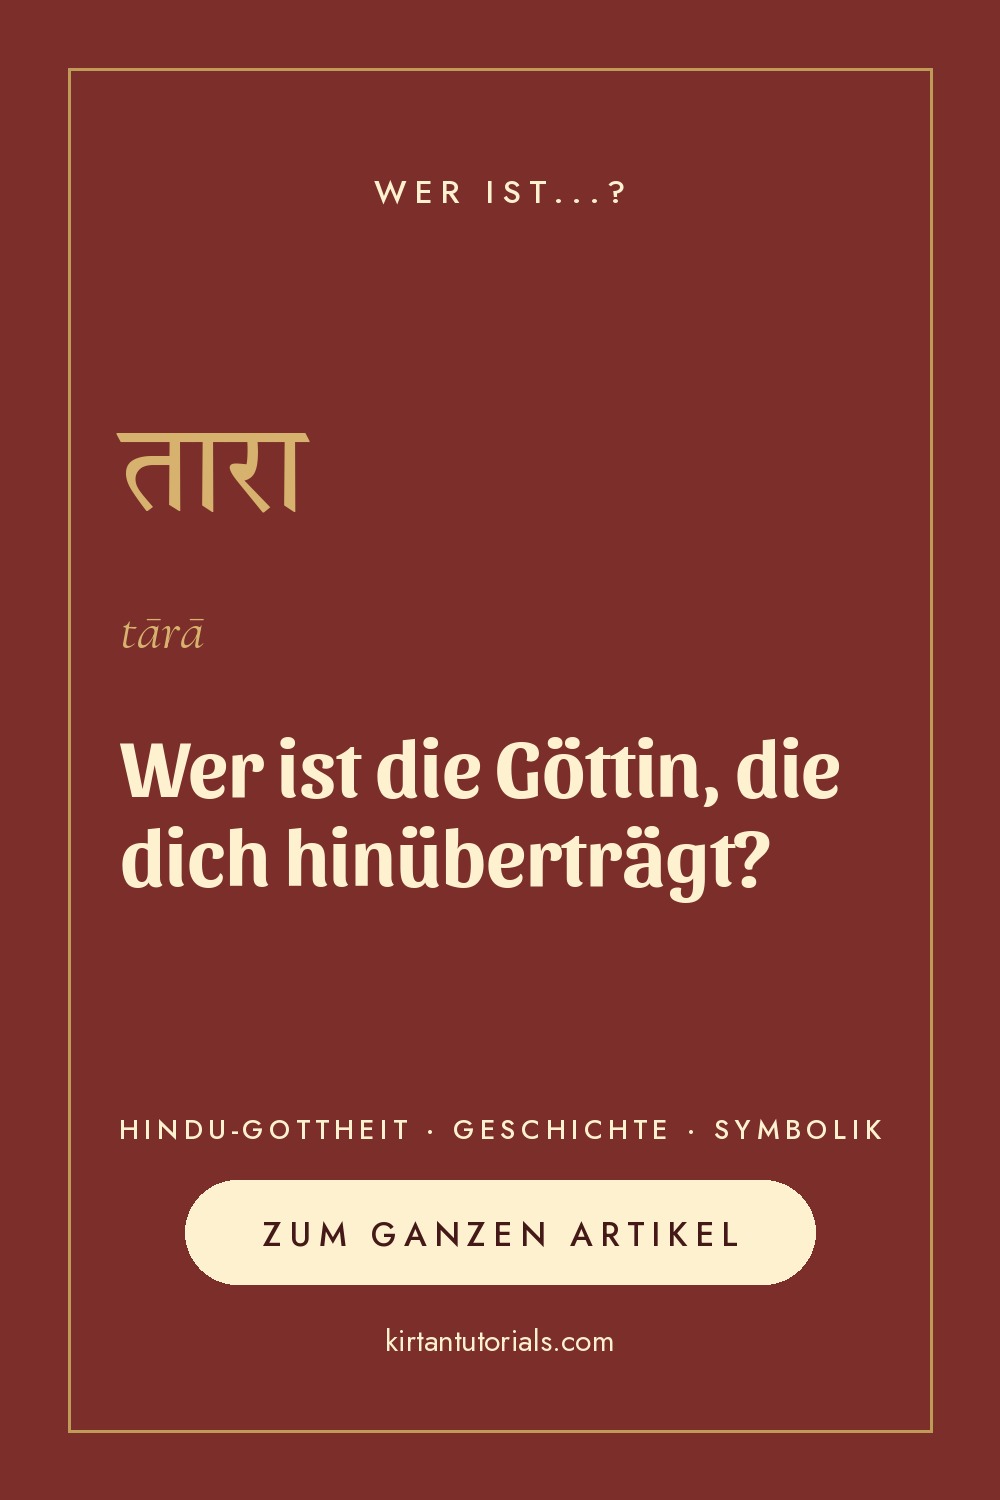 WER IST...?
तारा
tārā
Wer ist die Göttin, die
dich hinüberträgt?
HINDU-GOTTHEIT · GESCHICHTE · SYMBOLIK
ZUM GANZEN ARTIKEL
kirtantutorials.com